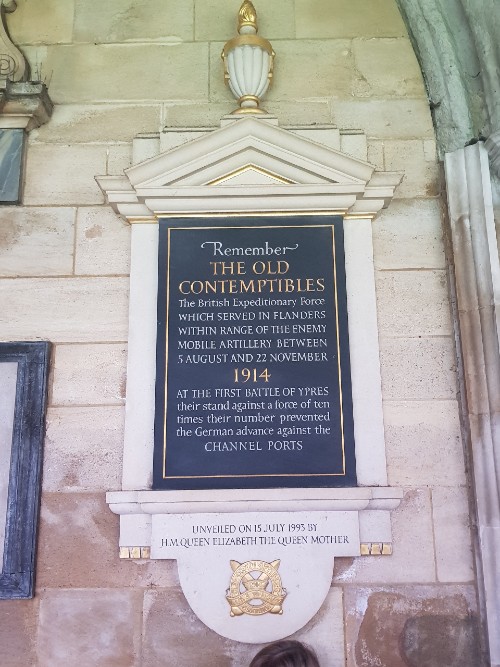 Remember
THE OLD
CONTEMPTIBLES
The British Expeditionary Force
WHICH SERVED IN FLANDERS
WITHIN RANGE OF THE ENEMY
MOBILE ARTILLERY BETWEEN
5 AUGUST AND 22 NOVEMBER
1914
AT THE FIRST BATTLE OF YPRES
their stand against a force of ten
times their number prevented
the German advance against the
CHANNEL PORTS
UNVEILED ON 15 JULY 1993 BY
H.M. QUEEN ELIZABETH THE QUEEN MOTHER